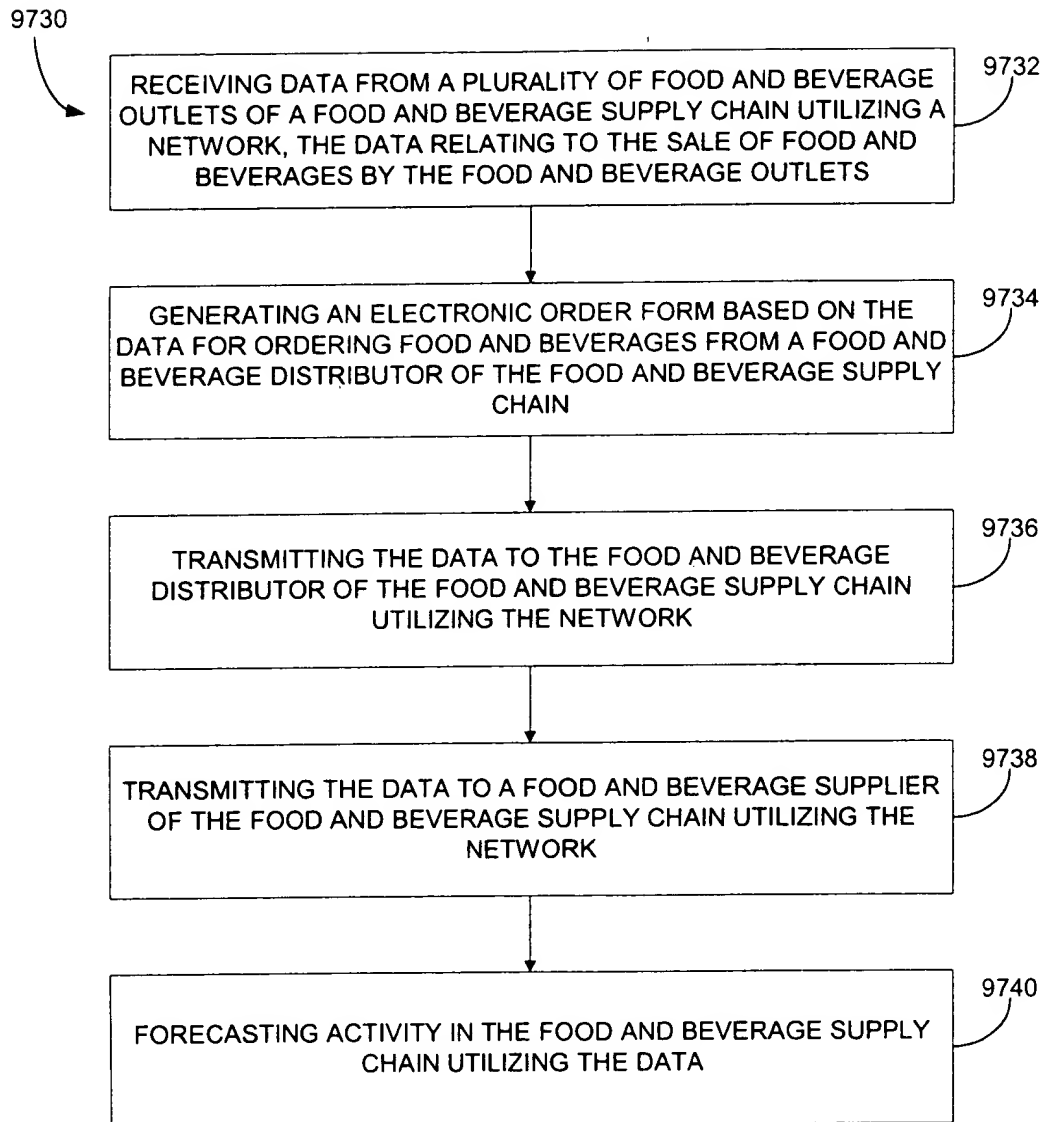 9730
RECEIVING DATA FROM A PLURALITY OF FOOD AND BEVERAGE
OUTLETS OF A FOOD AND BEVERAGE SUPPLY CHAIN UTILIZING A
NETWORK, THE DATA RELATING TO THE SALE OF FOOD AND
BEVERAGES BY THE FOOD AND BEVERAGE OUTLETS
9732
GENERATING AN ELECTRONIC ORDER FORM BASED ON THE
DATA FOR ORDERING FOOD AND BEVERAGES FROM A FOOD AND
BEVERAGE DISTRIBUTOR OF THE FOOD AND BEVERAGE SUPPLY
CHAIN
9734
TRANSMITTING THE DATA TO THE FOOD AND BEVERAGE
DISTRIBUTOR OF THE FOOD AND BEVERAGE SUPPLY CHAIN
UTILIZING THE NETWORK
9736
TRANSMITTING THE DATA TO A FOOD AND BEVERAGE SUPPLIER
OF THE FOOD AND BEVERAGE SUPPLY CHAIN UTILIZING THE
NETWORK
9738
FORECASTING ACTIVITY IN THE FOOD AND BEVERAGE SUPPLY
CHAIN UTILIZING THE DATA
9740